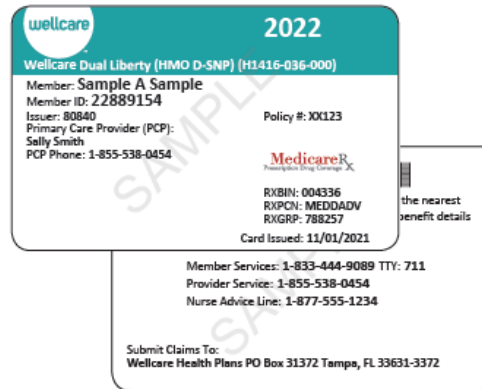 wellcare
2022
Wellcare Dual Liberty (HMO D-SNP) (H1416-036-000)
Member: Sample A Sample
Member ID: 22889154
Issuer: 80840
Policy #: XX123
Primary Care Provider (PCP):
Sally Smith
PCP Phone: 1-855-538-0454
MedicareRx
Prescription Drug Coverage
RXBIN: 004336
RXPCN: MEDDADV
RXGRP: 788257
Card Issued: 11/01/2021
SAMPLE
the nearest
benefit details
Member Services: 1-833-444-9089 TTY: 711
Provider Service: 1-855-538-0454
Nurse Advice Line: 1-877-555-1234
Submit Claims To:
Wellcare Health Plans PO Box 31372 Tampa, FL 33631-3372